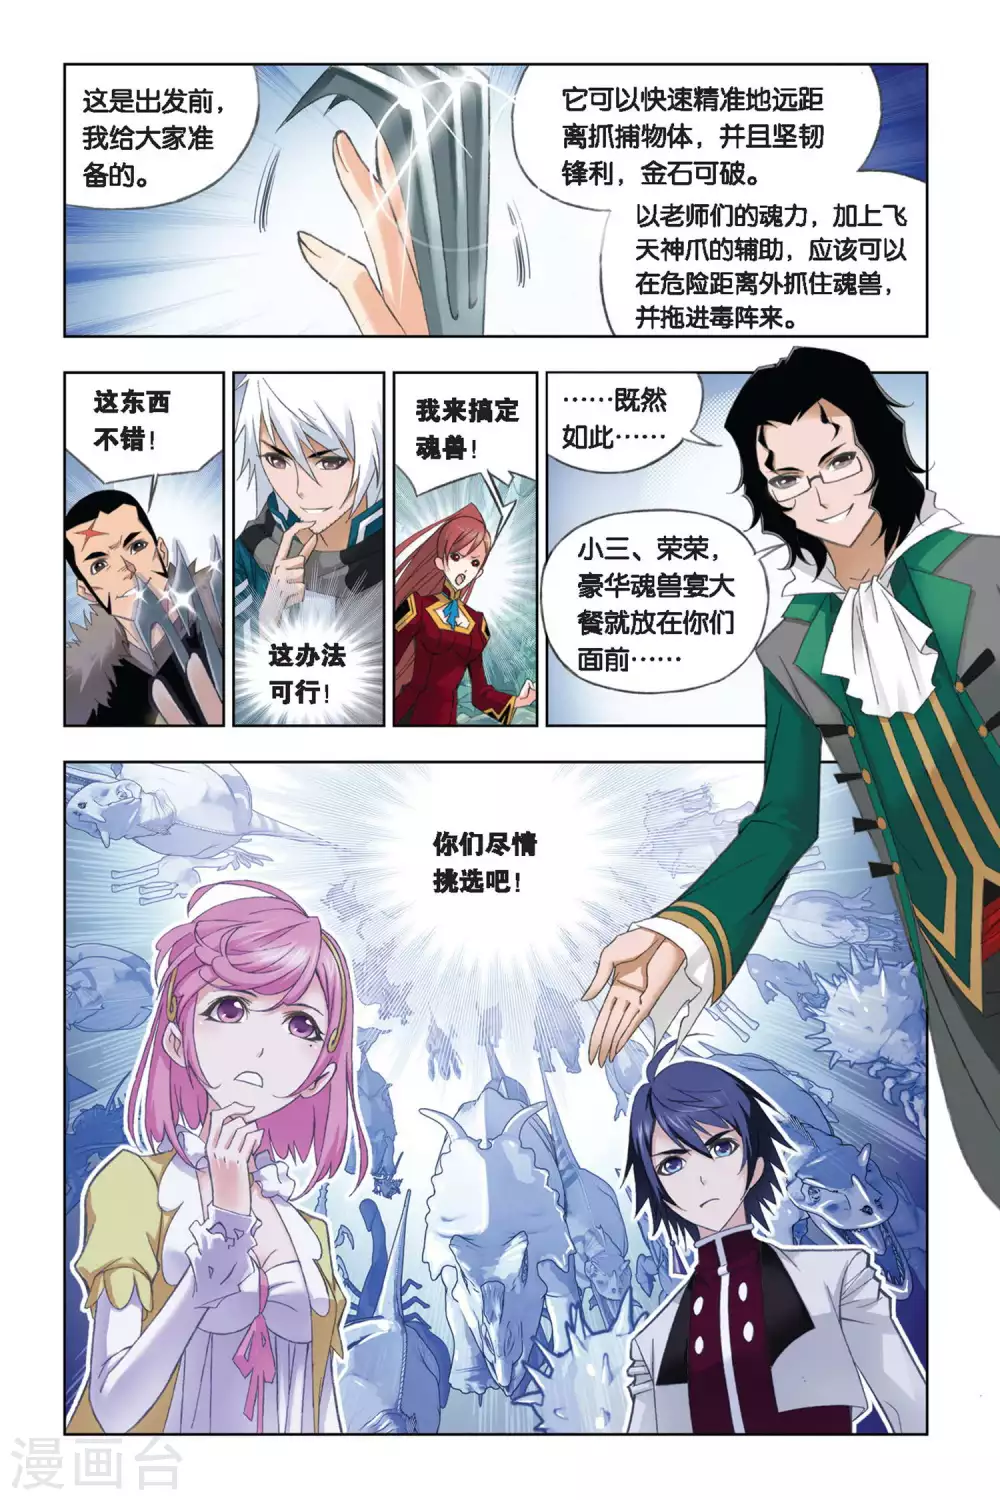 这是出发前，
我给大家准
备的。
它可以快速精准地远距
离抓捕物体，并且坚韧
锋利，金石可破。
以老师们的魂力，加上飞
天神爪的辅助，应该可以
在危险距离外抓住魂兽，
并拖进毒阵来。
这东西
不错！
这办法
可行！
我来搞定
魂兽！
……既然
如此……
小三、荣荣，
豪华魂兽宴大
餐就放在你们
面前……
你们尽情
挑选吧！
漫画台